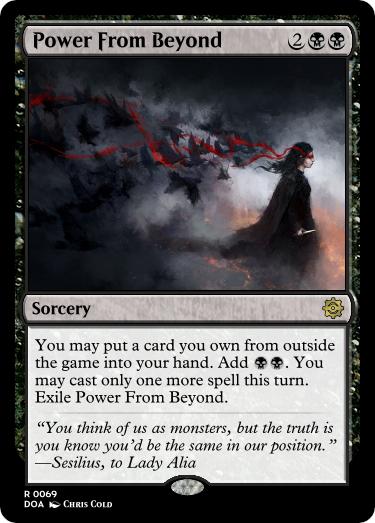 Power From Beyond 2
Sorcery
You may put a card you own from outside
the game into your hand. Add . You
may cast only one more spell this turn.
Exile Power From Beyond.
“You think of us as monsters, but the truth is
you know you’d be the same in our position.”
—Sesilius, to Lady Alia
R 0069
DOA Chris Cold